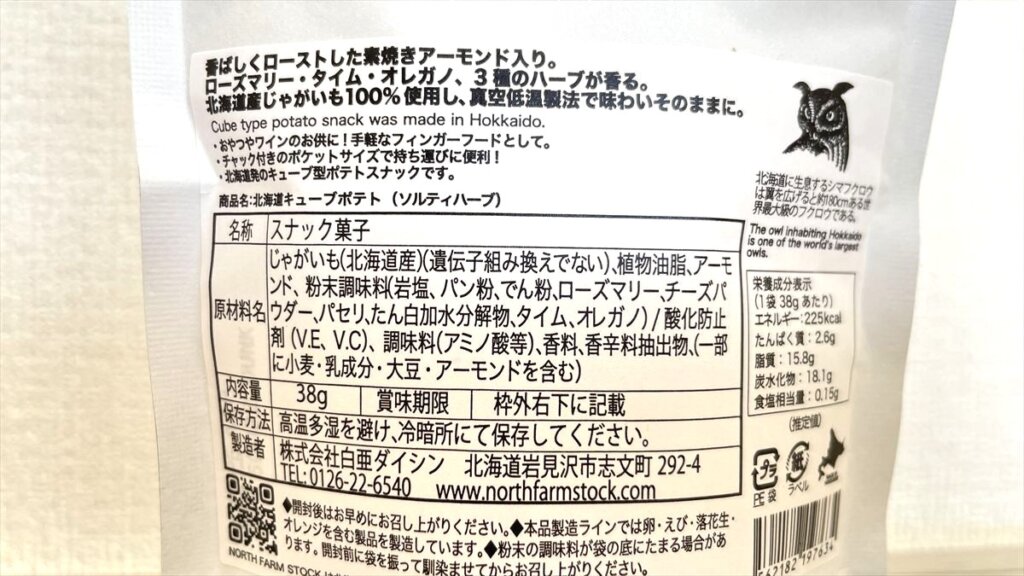 香ばしくローストした素焼きアーモンド入り。
ローズマリー・タイム・オレガノ、3種のハーブが香る。
北海道産じゃがいも100%使用し、真空低温製法で味わいそのままに。
Cube type potato snack was made in Hokkaido.
・おやつやワインのお供に!手軽なフィンガーフードとして。
・チャック付きのポケットサイズで持ち運びに便利!
・北海道発のキューブ型ポテトスナックです。
商品名:北海道キューブポテト(ソルティハーブ)
名称 スナック菓子
原材料名 じゃがいも(北海道産)(遺伝子組み換えでない)、植物油脂、アーモ
ンド、粉末調味料(岩塩、パン粉、でん粉、ローズマリー、チーズパ
ウダー、パセリ、たん白加水分解物、タイム、オレガノ)/酸化防止
剤(V.E、V.C)、調味料(アミノ酸等)、香料、香辛料抽出物、(一部
に小麦・乳成分・大豆・アーモンドを含む)
内容量 38g 賞味期限 枠外右下に記載
保存方法 高温多湿を避け、冷暗所にて保存してください。
製造者 株式会社白亜ダイシン 北海道岩見沢市志文町292-4
TEL:0126-22-6540 www.northfarmstock.com
◆開封後はお早めにお召し上がりください。◆本品製造ラインでは卵・えび・落花生・
オレンジを含む製品を製造しています。◆粉末の調味料が袋の底にたまる場合があ
ります。開封前に袋を振って馴染ませてからお召し上がりください。
NORTH FARM STOCK
北海道に生息するシマフクロウ
は翼を広げると約180cmある世
界最大級のフクロウである。
The owl inhabiting Hokkaido
is one of the world's largest
owls.
栄養成分表示
(1袋38gあたり)
エネルギー:225kcal
たんぱく質:2.6g
脂質:15.8g
炭水化物:18.1g
食塩相当量:0.15g
(推定値)
プラ
PE 袋
紙
ラベル
562182 197634